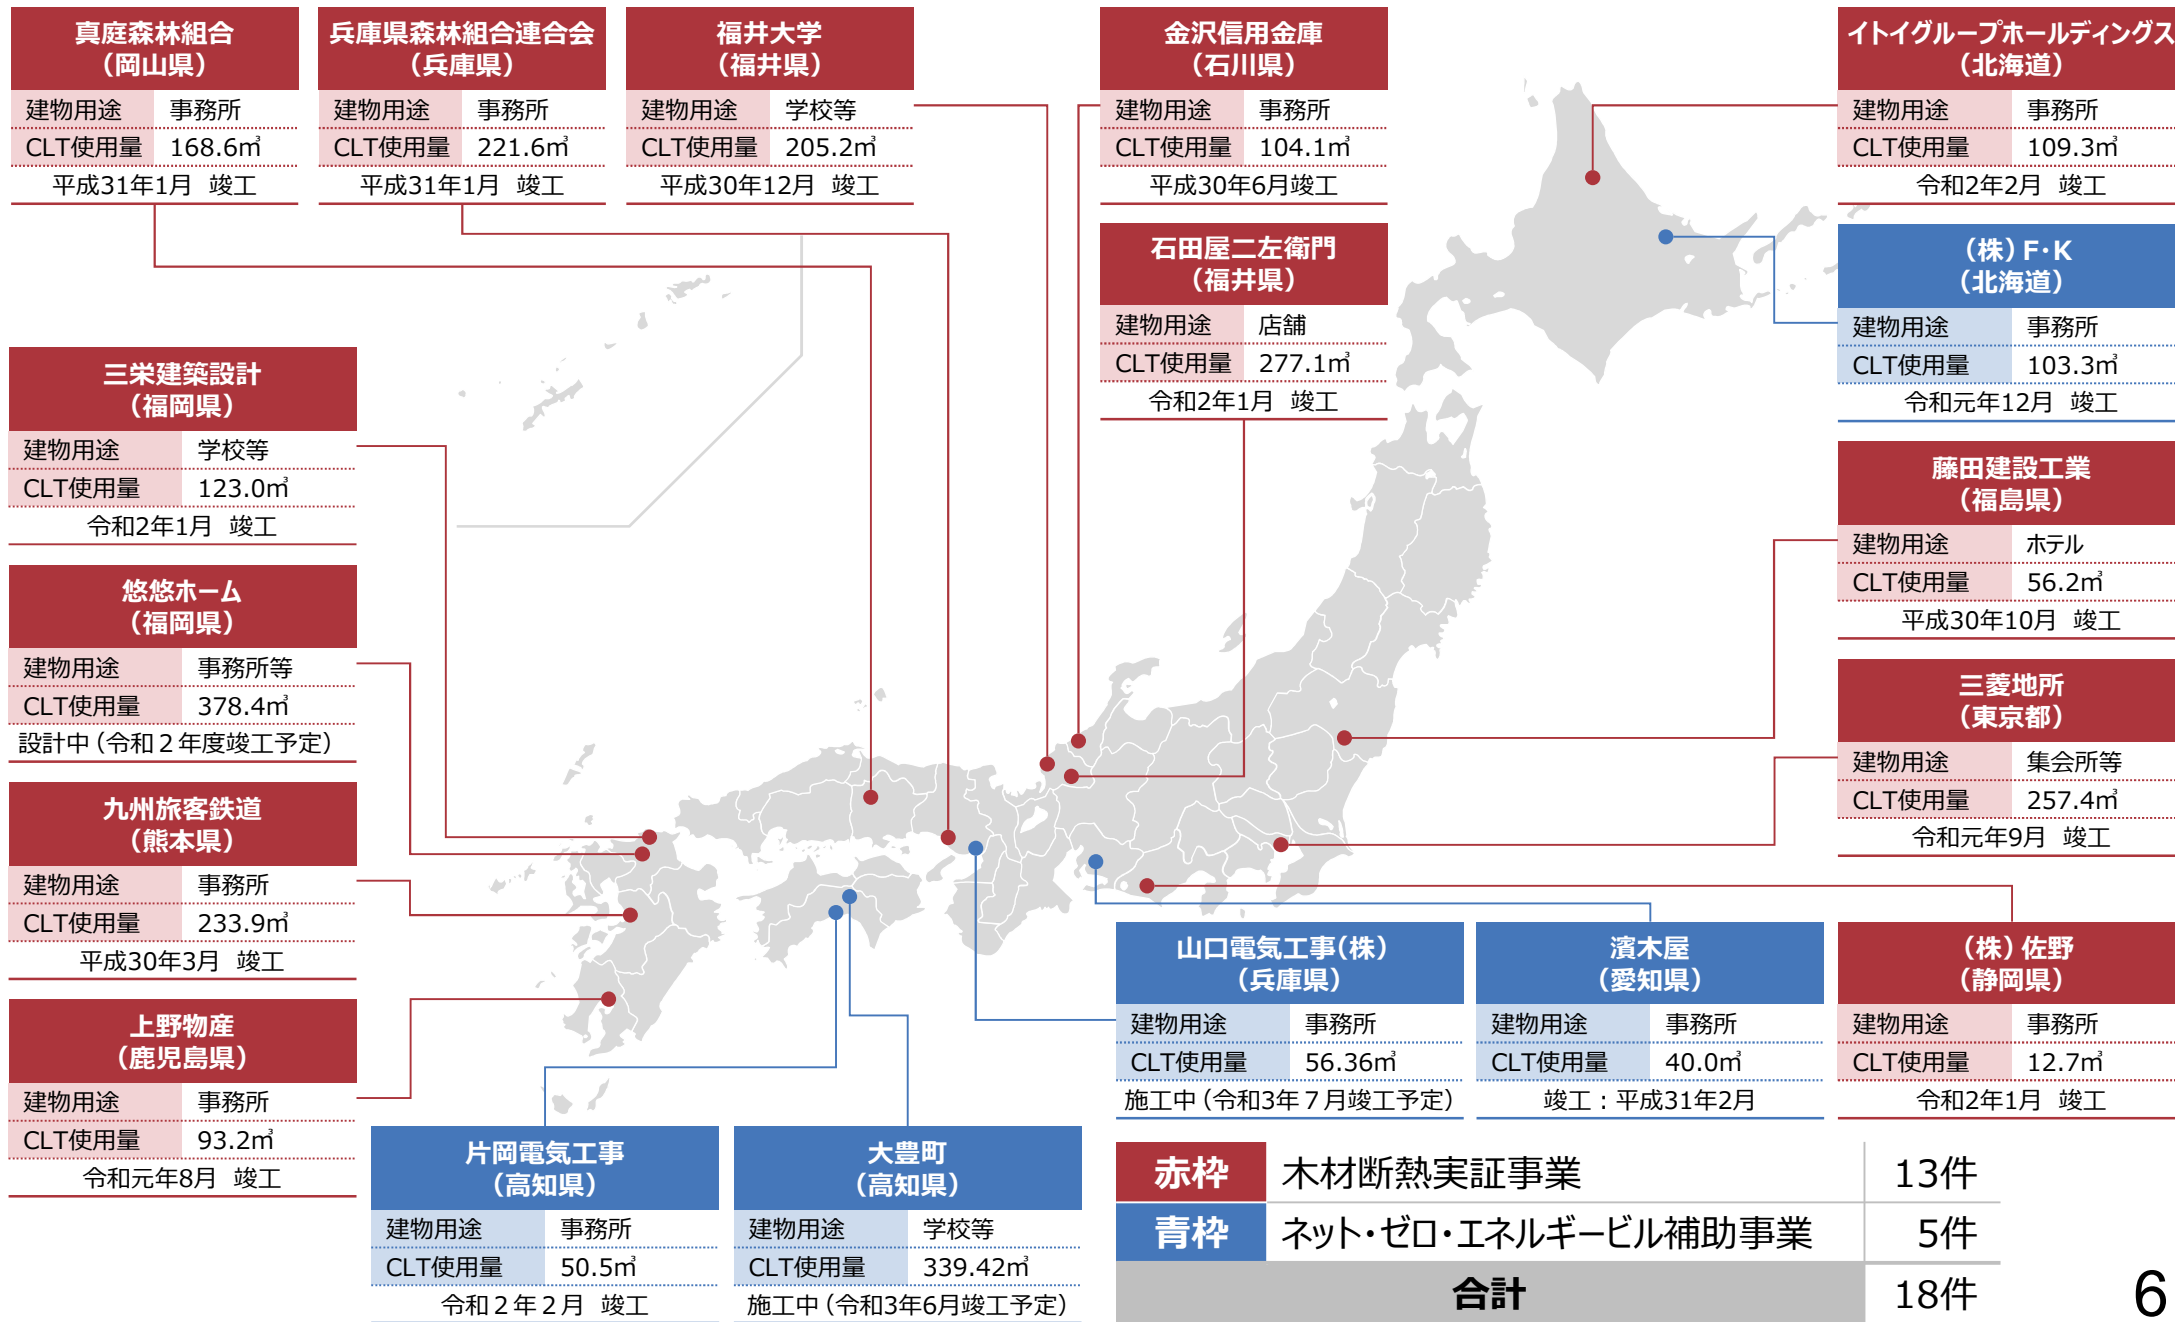 真庭森林組合
（岡山県）
建物用途 事務所
CLT使用量 168.6㎥
平成31年1月 竣工
兵庫県森林組合連合会
（兵庫県）
建物用途 事務所
CLT使用量 221.6㎥
平成31年1月 竣工
福井大学
（福井県）
建物用途 学校等
CLT使用量 205.2㎥
平成30年12月 竣工
金沢信用金庫
（石川県）
建物用途 事務所
CLT使用量 104.1㎥
平成30年6月竣工
イトイグループホールディングス
（北海道）
建物用途 事務所
CLT使用量 109.3㎥
令和2年2月 竣工
石田屋二左衛門
（福井県）
建物用途 店舗
CLT使用量 277.1㎥
令和2年1月 竣工
（株）F・K
（北海道）
建物用途 事務所
CLT使用量 103.3㎥
令和元年12月 竣工
三栄建築設計
（福岡県）
建物用途 学校等
CLT使用量 123.0㎥
令和2年1月 竣工
藤田建設工業
（福島県）
建物用途 ホテル
CLT使用量 56.2㎥
平成30年10月 竣工
悠悠ホーム
（福岡県）
建物用途 事務所等
CLT使用量 378.4㎥
設計中（令和２年度竣工予定）
三菱地所
（東京都）
建物用途 集会所等
CLT使用量 257.4㎥
令和元年9月 竣工
九州旅客鉄道
（熊本県）
建物用途 事務所
CLT使用量 233.9㎥
平成30年3月 竣工
山口電気工事（株）
（兵庫県）
建物用途 事務所
CLT使用量 56.36㎥
施工中（令和3年７月竣工予定）
濱木屋
（愛知県）
建物用途 事務所
CLT使用量 40.0㎥
竣工：平成31年2月
（株）佐野
（静岡県）
建物用途 事務所
CLT使用量 12.7㎥
令和2年1月 竣工
上野物産
（鹿児島県）
建物用途 事務所
CLT使用量 93.2㎥
令和元年8月 竣工
片岡電気工事
（高知県）
建物用途 事務所
CLT使用量 50.5㎥
令和２年２月 竣工
大豊町
（高知県）
建物用途 学校等
CLT使用量 339.42㎥
施工中（令和3年6月竣工予定）
赤枠 木材断熱実証事業 13件
青枠 ネット・ゼロ・エネルギービル補助事業 5件
合計 18件
6